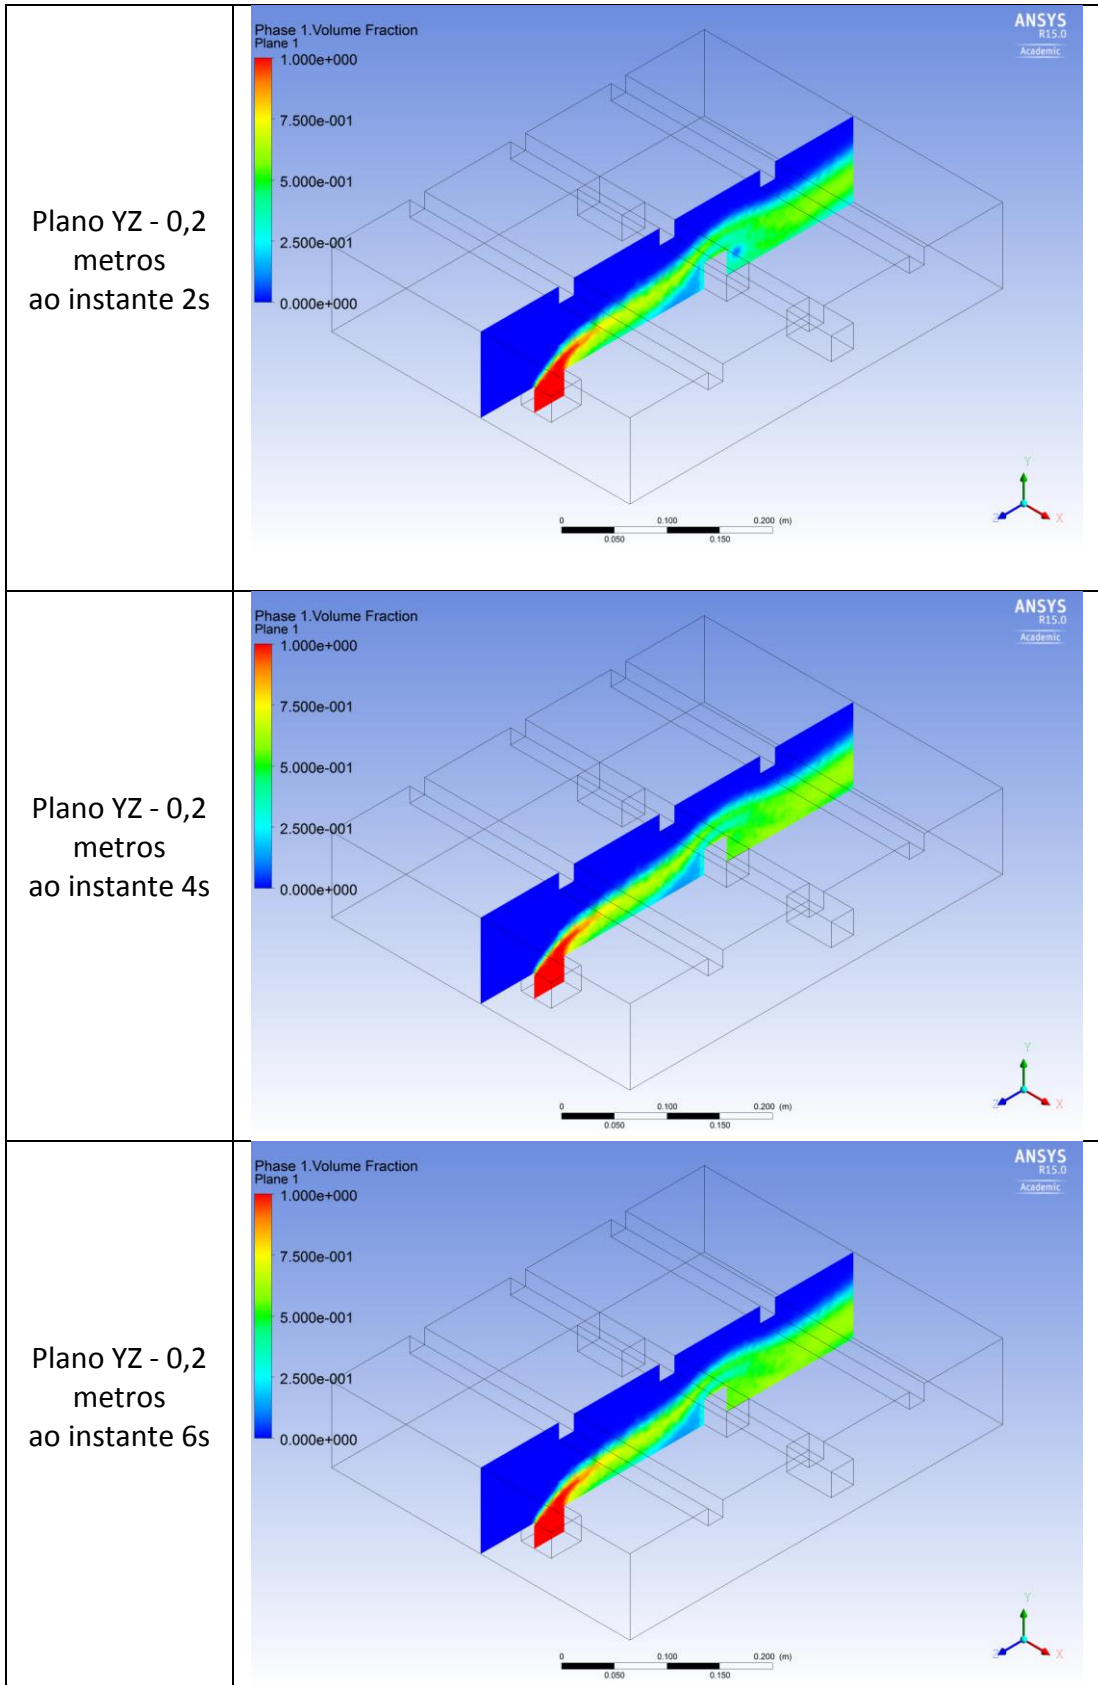 Plano YZ - 0,2
metros
ao instante 2s
Phase 1.Volume Fraction
Plane 1
1.000e+000
7.500e-001
5.000e-001
2.500e-001
0.000e+000
ANSYS
R15.0
Academic
Y
Z
X
0
0.100
0.200 (m)
0.050
0.150
Plano YZ - 0,2
metros
ao instante 4s
Phase 1.Volume Fraction
Plane 1
1.000e+000
7.500e-001
5.000e-001
2.500e-001
0.000e+000
ANSYS
R15.0
Academic
Y
Z
X
0
0.100
0.200 (m)
0.050
0.150
Plano YZ - 0,2
metros
ao instante 6s
Phase 1.Volume Fraction
Plane 1
1.000e+000
7.500e-001
5.000e-001
2.500e-001
0.000e+000
ANSYS
R15.0
Academic
Y
Z
X
0
0.100
0.200 (m)
0.050
0.150